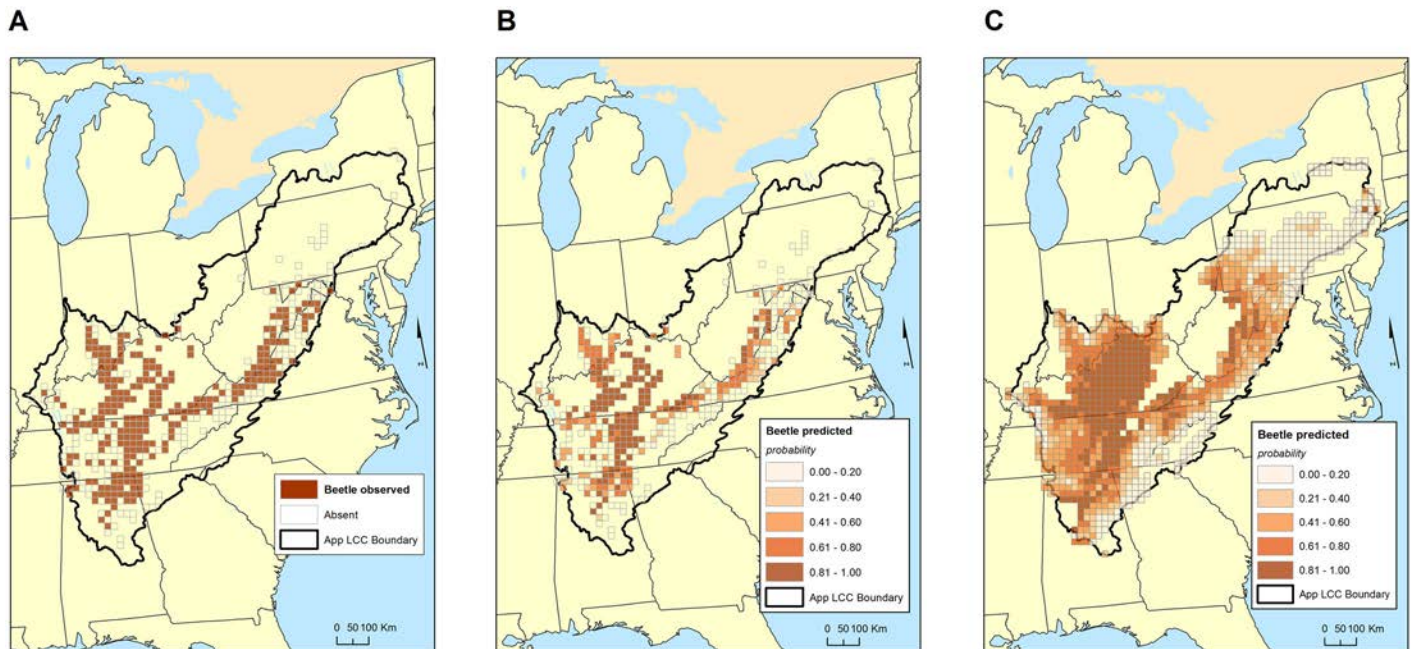 A
B
C
Beetle observed
Absent
App LCC Boundary
0 50 100 Km
Beetle predicted
probability
0.00 - 0.20
0.21 - 0.40
0.41 - 0.60
0.61 - 0.80
0.81 - 1.00
App LCC Boundary
0 50 100 Km
Beetle predicted
probability
0.00 - 0.20
0.21 - 0.40
0.41 - 0.60
0.61 - 0.80
0.81 - 1.00
App LCC Boundary
0 50 100 Km